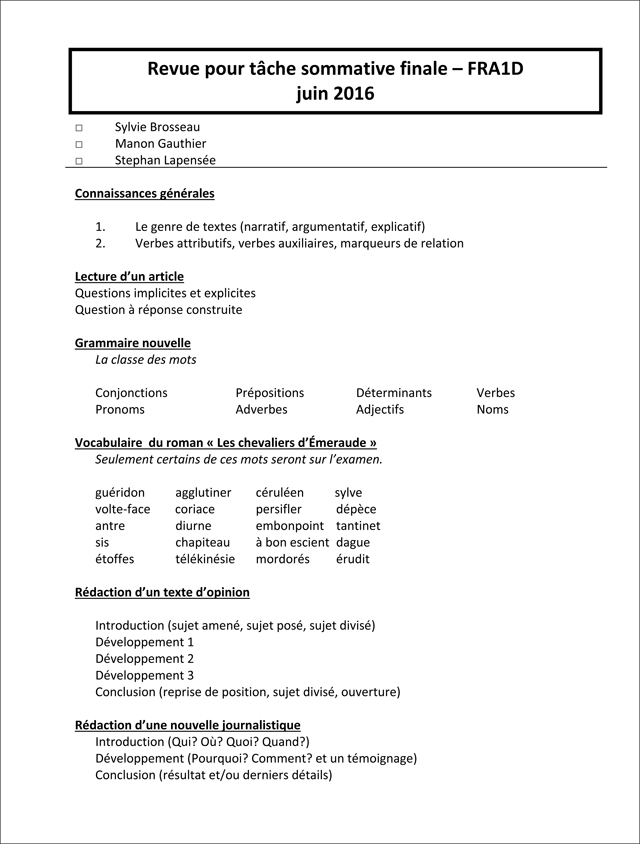 Revue pour tâche sommative finale – FRA1D
juin 2016
□ Sylvie Brosseau
□ Manon Gauthier
□ Stephan Lapensée
Connaissances générales
1. Le genre de textes (narratif, argumentatif, explicatif)
2. Verbes attributifs, verbes auxiliaires, marqueurs de relation
Lecture d’un article
Questions implicites et explicites
Question à réponse construite
Grammaire nouvelle
La classe des mots
Conjonctions Prépositions Déterminants Verbes
Pronoms Adverbes Adjectifs Noms
Vocabulaire du roman « Les chevaliers d’Émeraude »
Seulement certains de ces mots seront sur l’examen.
guéridon agglutiner céruléen sylve
volte-face coriace persifler dépèce
antre diurne embonpoint tantinet
sis chapiteau à bon escient dague
étoffes télékinésie mordorés érudit
Rédaction d’un texte d’opinion
Introduction (sujet amené, sujet posé, sujet divisé)
Développement 1
Développement 2
Développement 3
Conclusion (reprise de position, sujet divisé, ouverture)
Rédaction d’une nouvelle journalistique
Introduction (Qui? Où? Quoi? Quand?)
Développement (Pourquoi? Comment? et un témoignage)
Conclusion (résultat et/ou derniers détails)